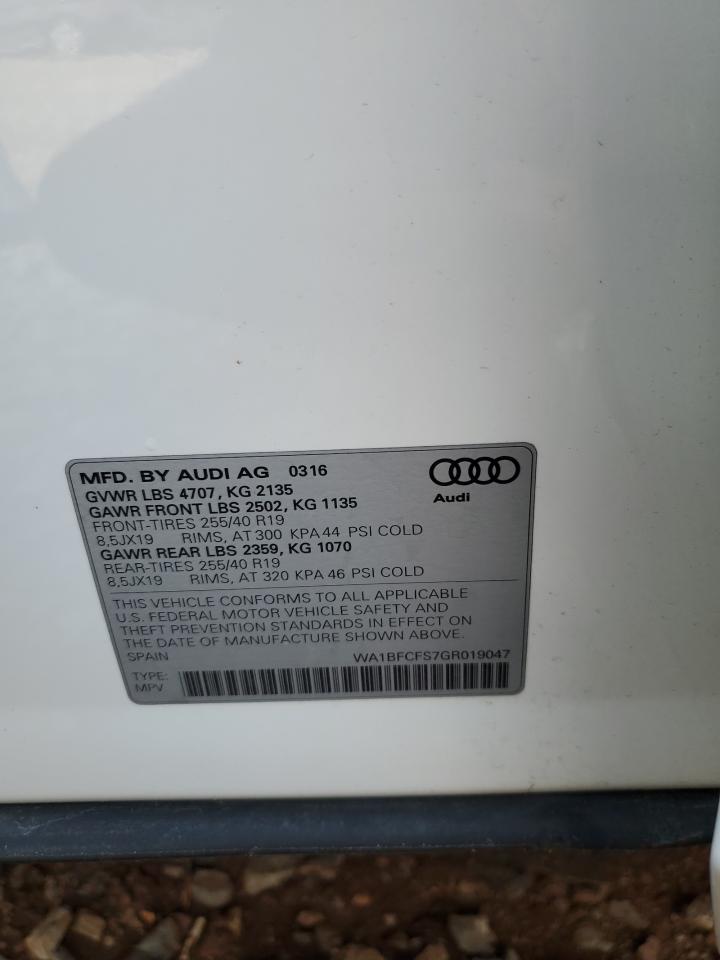 MFD. BY AUDI AG 0316
Audi
GVWR LBS 4707, KG 2135
GAWR FRONT LBS 2502, KG 1135
FRONT-TIRES 255/40 R19
8,5JX19 RIMS, AT 300 KPA 44 PSI COLD
GAWR REAR LBS 2359, KG 1070
REAR-TIRES 255/40 R19
8,5JX19 RIMS, AT 320 KPA 46 PSI COLD
THIS VEHICLE CONFORMS TO ALL APPLICABLE
U.S. FEDERAL MOTOR VEHICLE SAFETY AND
THEFT PREVENTION STANDARDS IN EFFECT ON
THE DATE OF MANUFACTURE SHOWN ABOVE.
SPAIN WA1BFCFS7GR019047
TYPE:
MPV